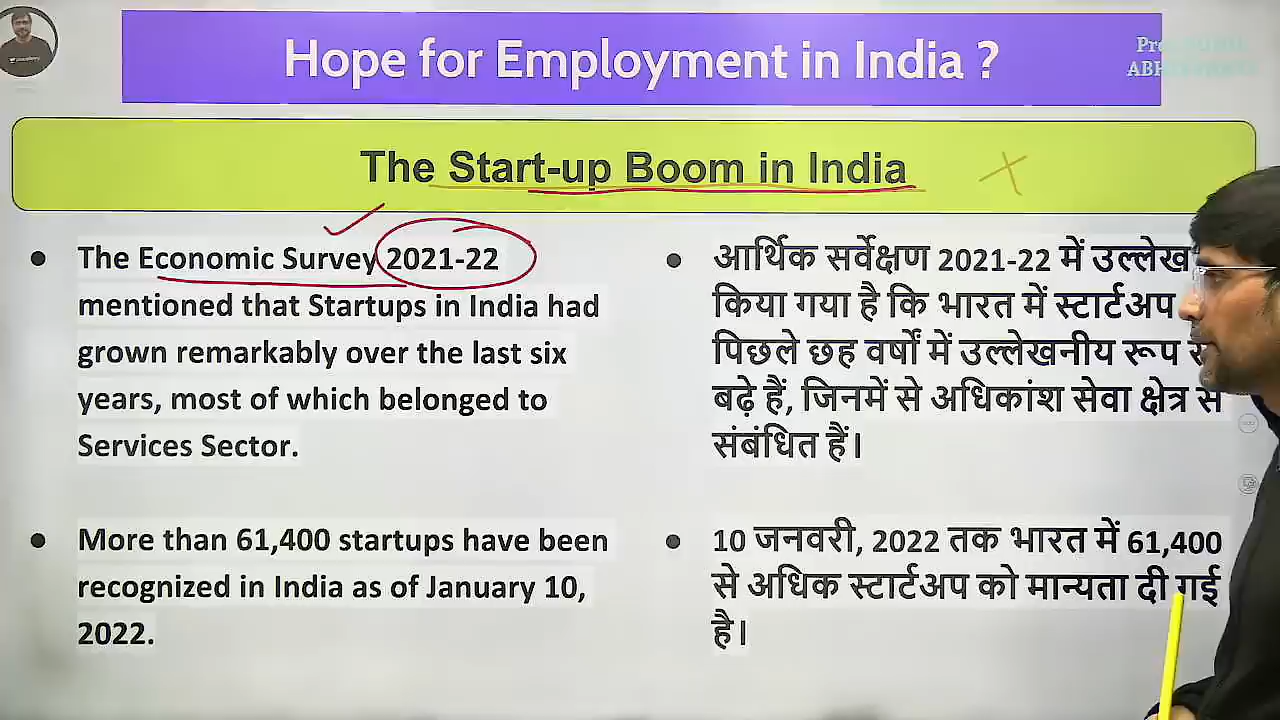 Hope for Employment in India ?
The Start-up Boom in India
The Economic Survey 2021-22
mentioned that Startups in India had
grown remarkably over the last six
years, most of which belonged to
Services Sector.
More than 61,400 startups have been
recognized in India as of January 10,
2022.
आर्थिक सर्वेक्षण 2021-22 में उल्लेख
किया गया है कि भारत में स्टार्टअप
पिछले छह वर्षों में उल्लेखनीय रूप
बढ़े हैं, जिनमें से अधिकांश सेवा क्षेत्र से
संबंधित हैं।
10 जनवरी, 2022 तक भारत में 61,400
से अधिक स्टार्टअप को मान्यता दी गई
है।